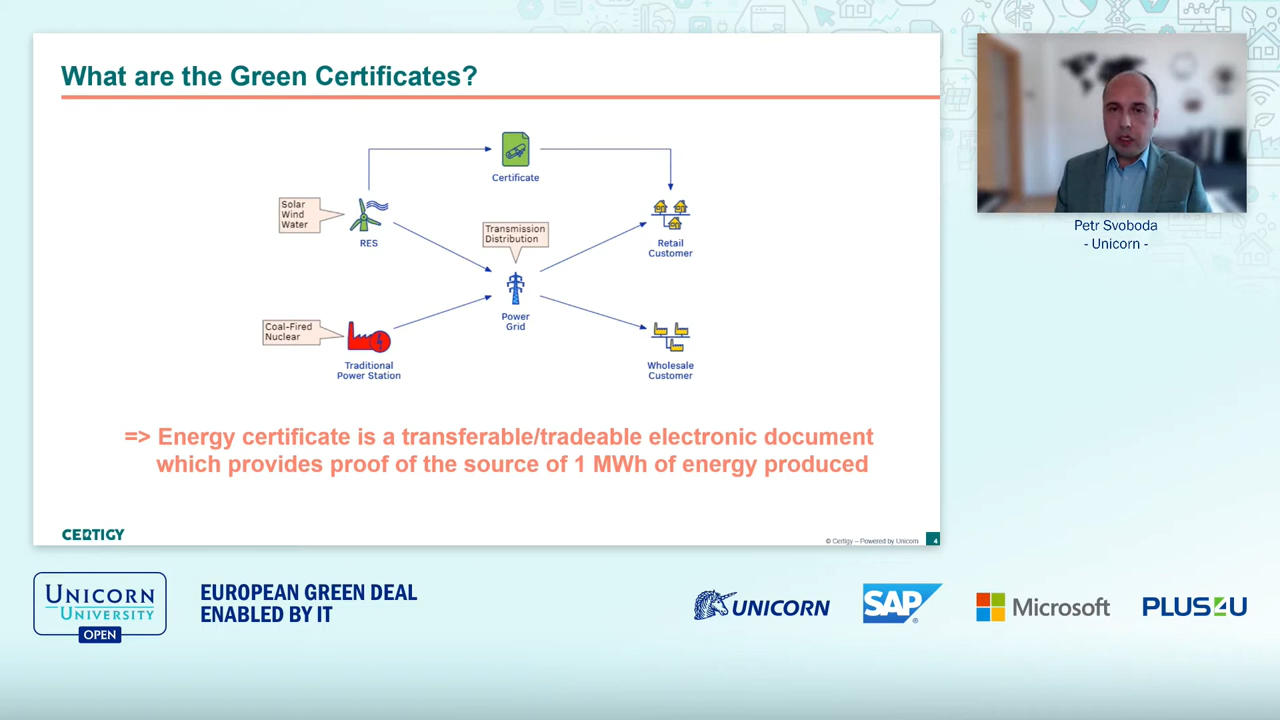 What are the Green Certificates?
Certificate
Solar
Wind
Water
RES
Transmission
Distribution
Retail
Customer
Power
Grid
Coal-Fired
Nuclear
Traditional
Power Station
Wholesale
Customer
=> Energy certificate is a transferable/tradeable electronic document
which provides proof of the source of 1 MWh of energy produced
CERTIGY
© Certigy – Powered by Unicorn
4
Petr Svoboda
- Unicorn -
UNICORN
UNIVERSITY
OPEN
EUROPEAN GREEN DEAL
ENABLED BY IT
UNICORN
SAP
®
Microsoft
PLUS4U